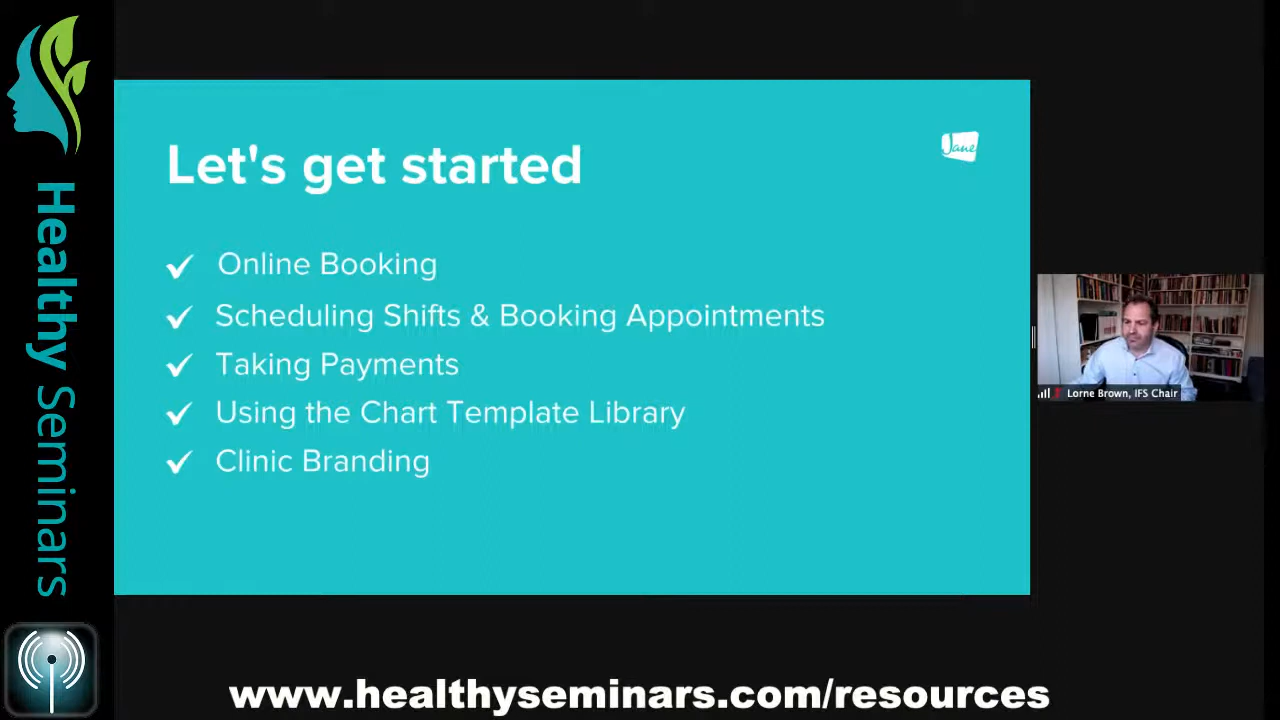 Healthy Seminars
Let's get started
Jane
Online Booking
Scheduling Shifts & Booking Appointments
Taking Payments
Using the Chart Template Library
Clinic Branding
Lorne Brown, IFS Chair
www.healthyseminars.com/resources